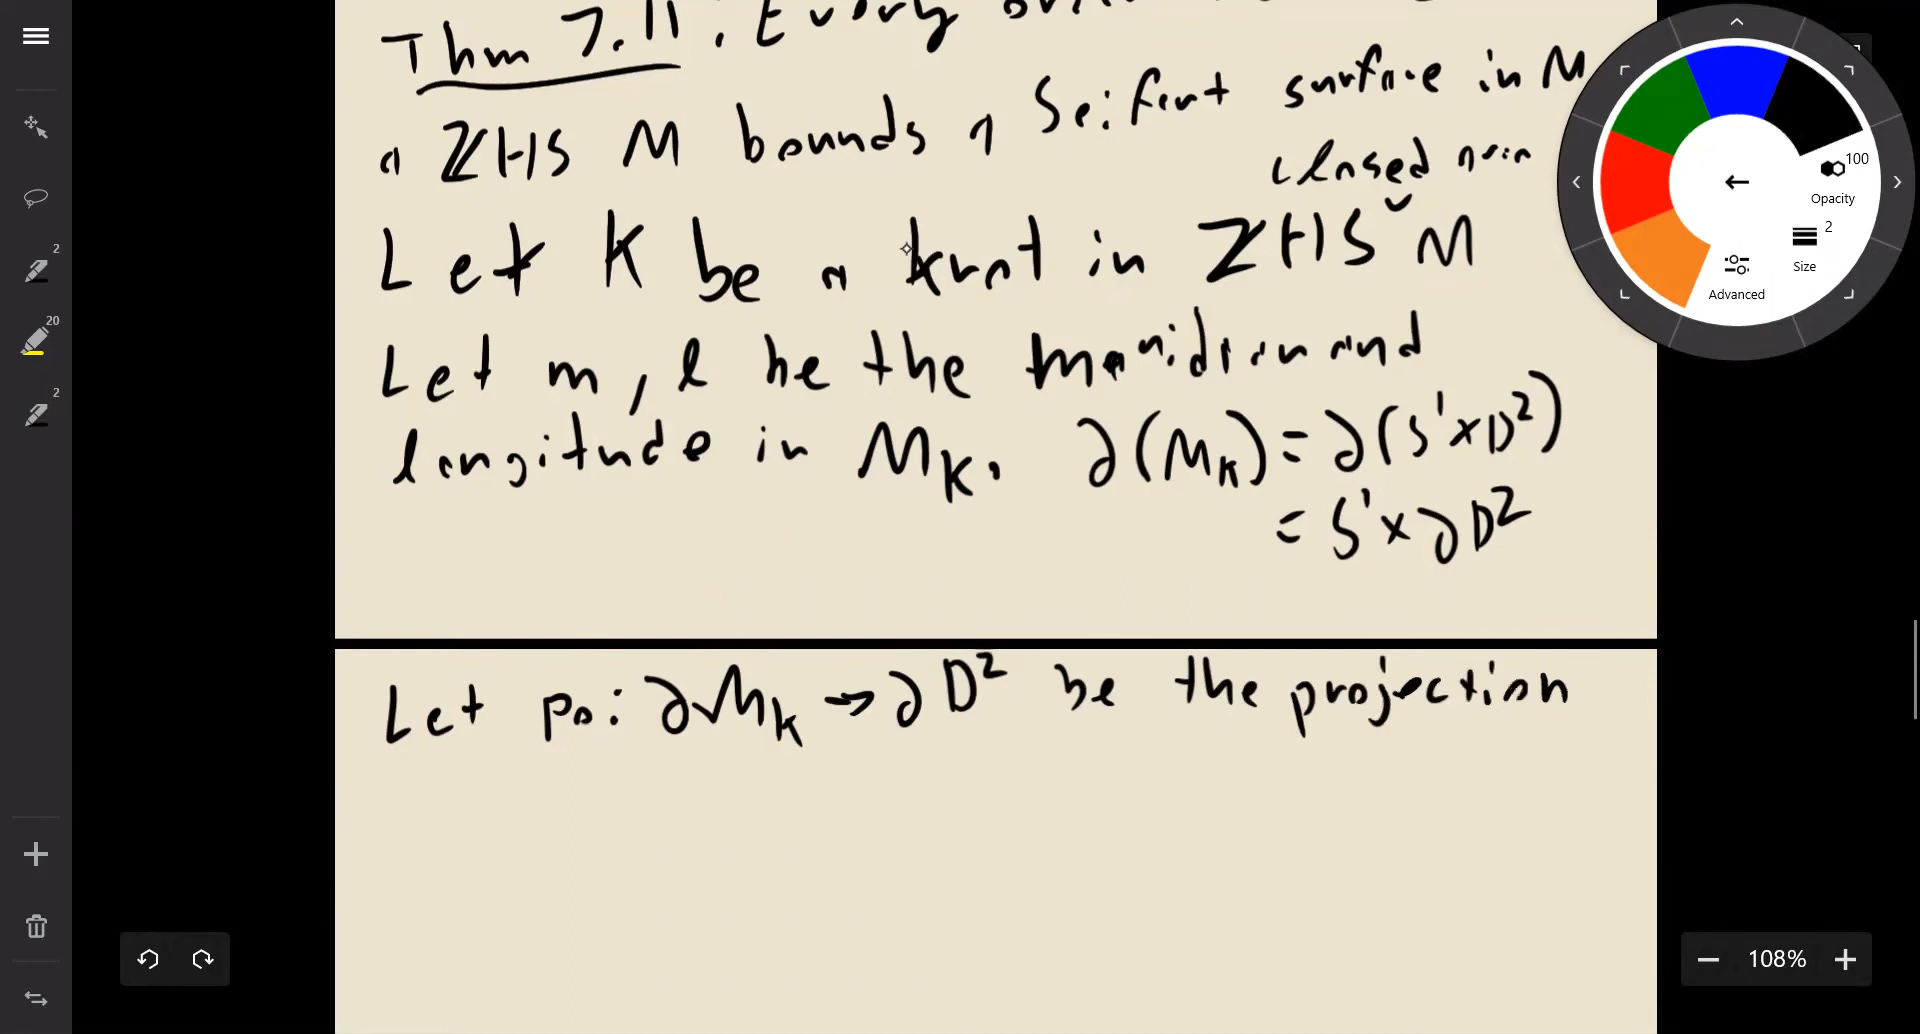 Thm 7.11: Every
a ZHS M bounds a Seifert surface in M
closed
Let K be a knot in ZHS M
Let m, l be the meridian and
longitude in M_K. ∂(M_K) = ∂(S¹×D²)
= S¹×∂D²
Let p₀: ∂M_K → ∂D² be the projection
2
20
2
100
Opacity
2
Size
Advanced
108%